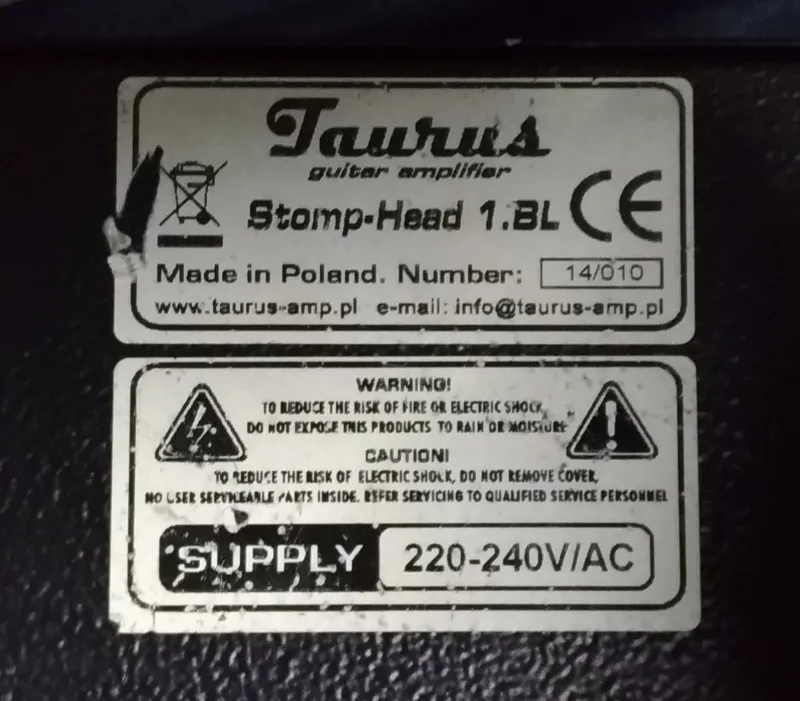 Taurus
guitar amplifier
Stomp-Head 1.BL
CE
Made in Poland. Number: 14/010
www.taurus-amp.pl e-mail: info@taurus-amp.pl
WARNING!
TO REDUCE THE RISK OF FIRE OR ELECTRIC SHOCK,
DO NOT EXPOSE THIS PRODUCTS TO RAIN OR MOISTURE
CAUTION!
TO REDUCE THE RISK OF ELECTRIC SHOCK, DO NOT REMOVE COVER,
NO USER SERVICEABLE PARTS INSIDE. REFER SERVICING TO QUALIFIED SERVICE PERSONNEL
SUPPLY 220-240V/AC